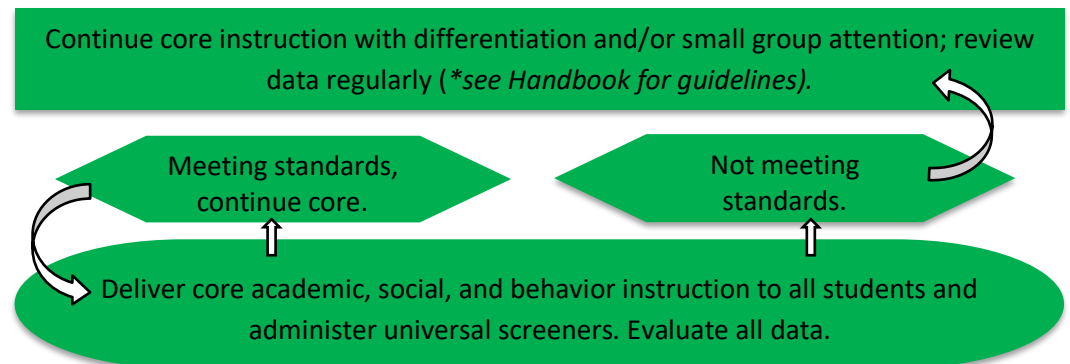 Continue core instruction with differentiation and/or small group attention; review
data regularly (*see Handbook for guidelines).
Meeting standards,
continue core.
Not meeting
standards.
Deliver core academic, social, and behavior instruction to all students and
administer universal screeners. Evaluate all data.